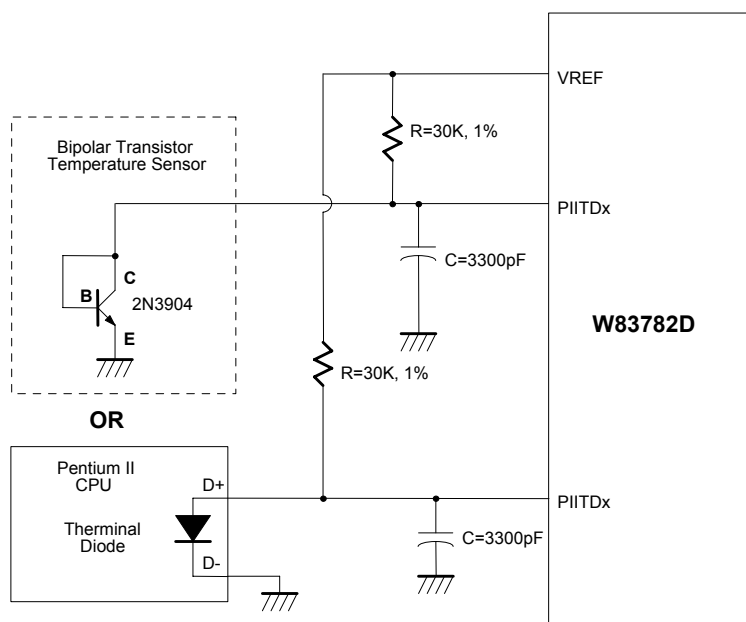 VREF
R=30K, 1%
Bipolar Transistor
Temperature Sensor
PIITDx
C=3300pF
C
B
2N3904
E
W83782D
R=30K, 1%
OR
Pentium II
CPU
D+
PIITDx
Therminal
Diode
C=3300pF
D-